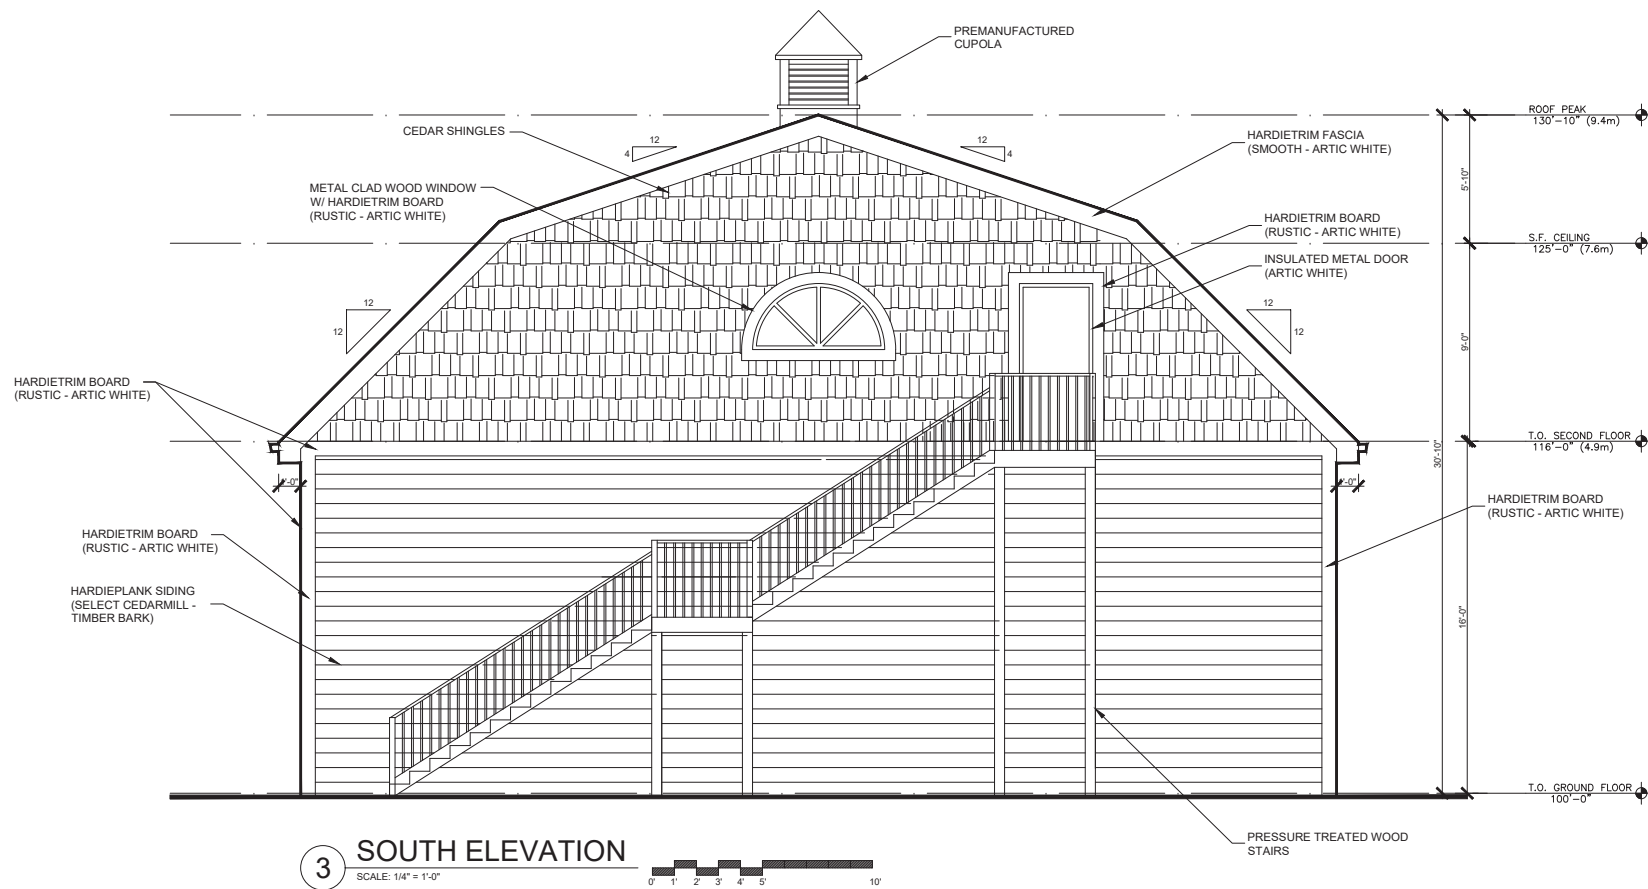 PREMANUFACTURED
CUPOLA
ROOF PEAK
130'-10" (9.4m)
CEDAR SHINGLES
12
4
12
4
HARDIETRIM FASCIA
(SMOOTH - ARTIC WHITE)
METAL CLAD WOOD WINDOW
W/ HARDIETRIM BOARD
(RUSTIC - ARTIC WHITE)
5'-10"
HARDIETRIM BOARD
(RUSTIC - ARTIC WHITE)
S.F. CEILING
125'-0" (7.6m)
INSULATED METAL DOOR
(ARTIC WHITE)
12
12
12
12
9'-0"
HARDIETRIM BOARD
(RUSTIC - ARTIC WHITE)
T.O. SECOND FLOOR
116'-0" (4.9m)
30'-10"
'-0"
'-0"
HARDIETRIM BOARD
(RUSTIC - ARTIC WHITE)
HARDIETRIM BOARD
(RUSTIC - ARTIC WHITE)
HARDIEPLANK SIDING
(SELECT CEDARMILL -
TIMBER BARK)
16'-0"
T.O. GROUND FLOOR
100'-0"
PRESSURE TREATED WOOD
STAIRS
3 SOUTH ELEVATION
SCALE: 1/4" = 1'-0"
0' 1' 2' 3' 4' 5' 10'